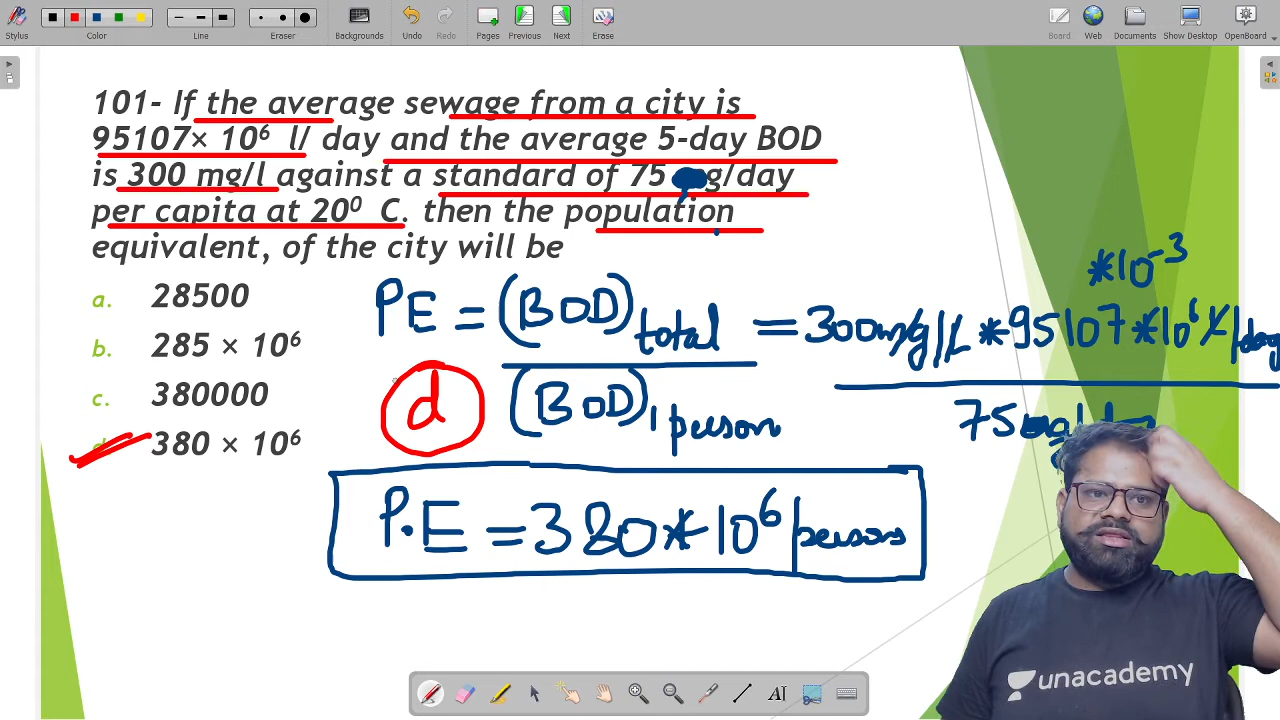 Stylus
Color
Line
Eraser
Backgrounds
Undo
Redo
Pages
Previous
Next
Erase
Board
Web
Documents
Show Desktop
OpenBoard
101- If the average sewage from a city is
95107× 10⁶ l/ day and the average 5-day BOD
is 300 mg/l against a standard of 75 g/day
per capita at 20⁰ C. then the population
equivalent, of the city will be
a. 28500
b. 285 × 10⁶
c. 380000
380 × 10⁶
*10⁻³
PE = (BOD)total = 300mg/L * 95107 * 10⁶ L/day
(BOD)1 person
75
d
P.E = 380*10⁶ persons
unacademy
AI